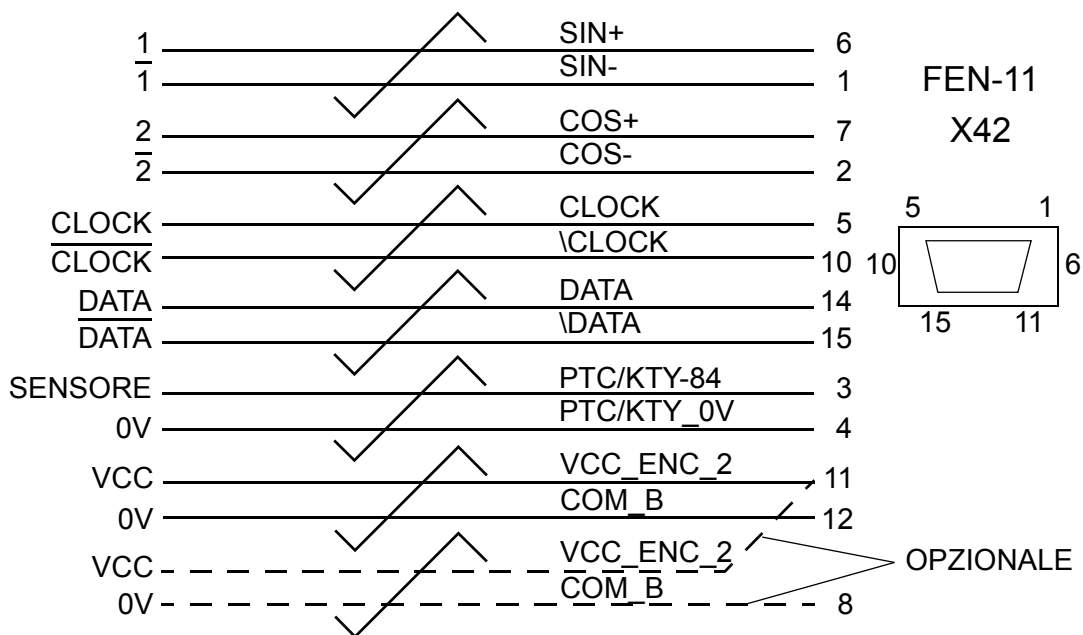 1 SIN+ 6
1̅ SIN- 1
2 COS+ 7
2̅ COS- 2
CLOCK CLOCK 5
C̅L̅O̅C̅K̅ \CLOCK 10
DATA DATA 14
D̅A̅T̅A̅ \DATA 15
SENSORE PTC/KTY-84 3
0V PTC/KTY_0V 4
VCC VCC_ENC_2 11
0V COM_B 12
VCC VCC_ENC_2
0V COM_B 8
OPZIONALE
FEN-11
X42
5 1
10 6
15 11